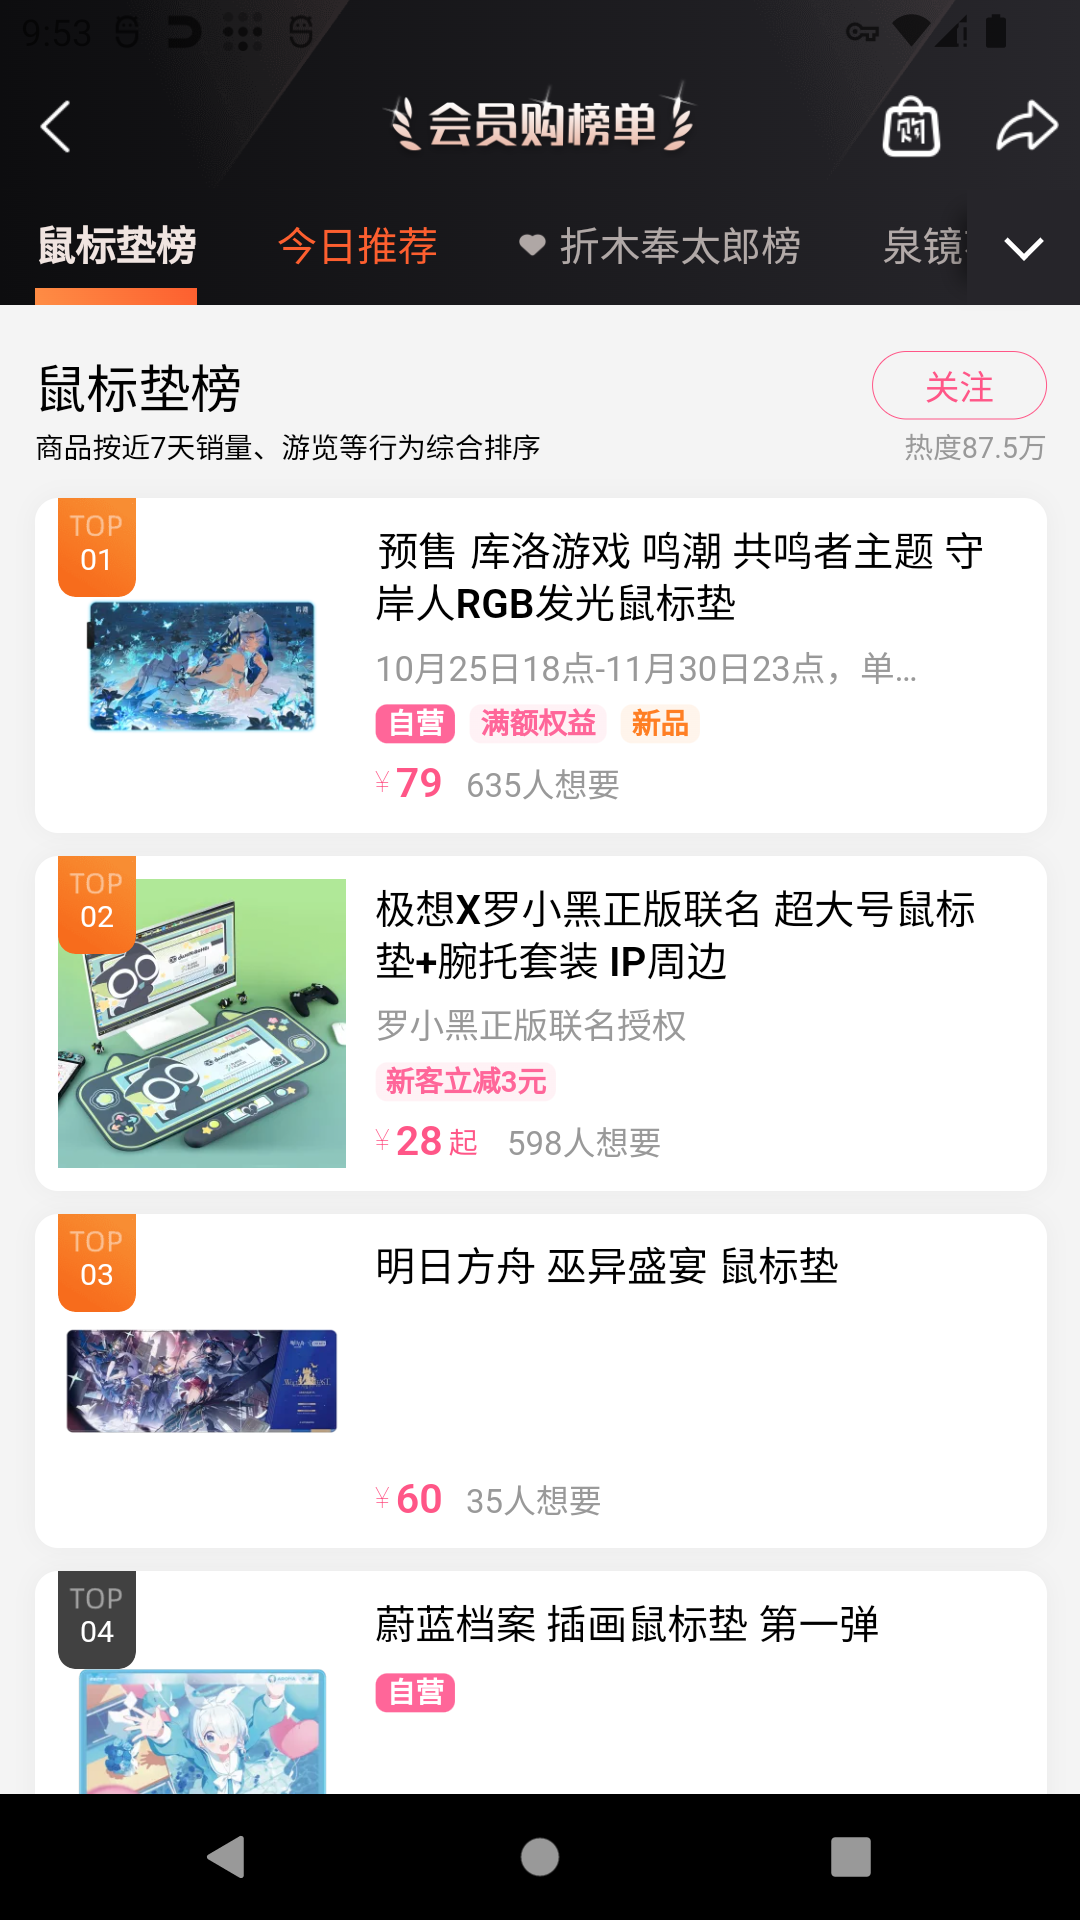 9:53
会员购榜单
购
鼠标垫榜
今日推荐
折木奉太郎榜
泉镜
鼠标垫榜
关注
商品按近7天销量、游览等行为综合排序
热度87.5万
TOP
01
预售 库洛游戏 鸣潮 共鸣者主题 守
岸人RGB发光鼠标垫
10月25日18点-11月30日23点，单...
自营 满额权益 新品
¥79 635人想要
TOP
02
极想X罗小黑正版联名 超大号鼠标
垫+腕托套装 IP周边
罗小黑正版联名授权
新客立减3元
¥28起 598人想要
TOP
03
明日方舟 巫异盛宴 鼠标垫
¥60 35人想要
TOP
04
蔚蓝档案 插画鼠标垫 第一弹
自营